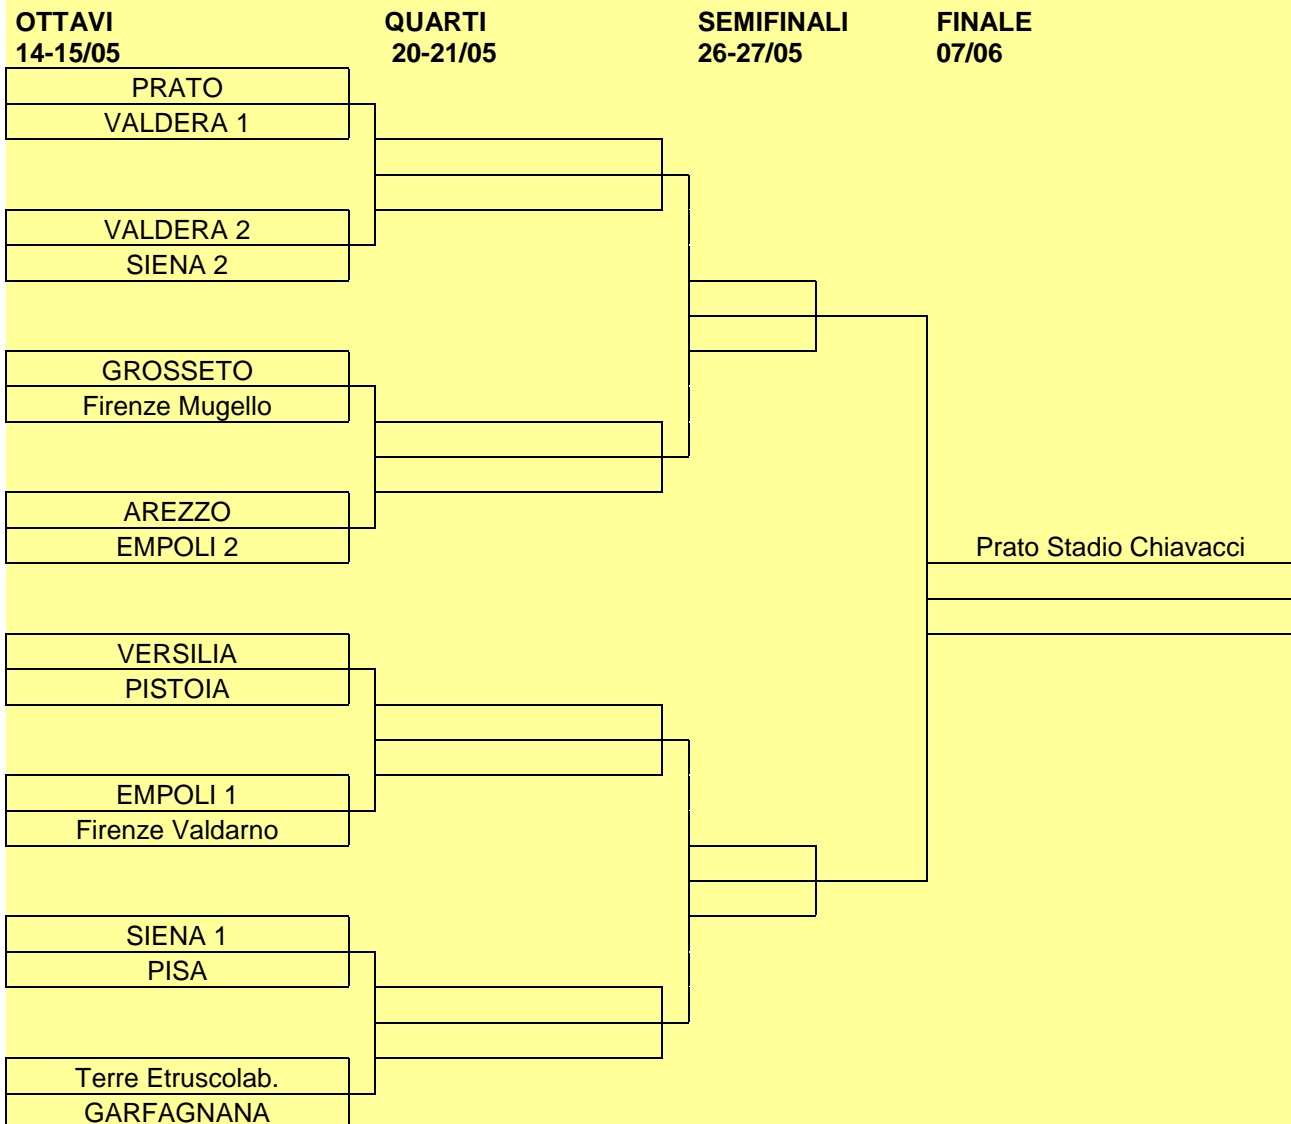 OTTAVI QUARTI SEMIFINALI FINALE
14-15/05 20-21/05 26-27/05 07/06
PRATO
VALDERA 1
VALDERA 2
SIENA 2
GROSSETO
Firenze Mugello
AREZZO
EMPOLI 2
Prato Stadio Chiavacci
VERSILIA
PISTOIA
EMPOLI 1
Firenze Valdarno
SIENA 1
PISA
Terre Etruscolab.
GARFAGNANA